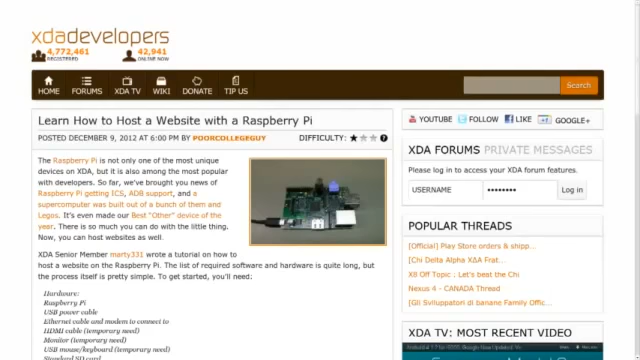 xdadevelopers
4,772,461
REGISTERED
42,941
ONLINE NOW
HOME FORUMS XDA TV WIKI DONATE TIP US
Search
Learn How to Host a Website with a Raspberry Pi
POSTED DECEMBER 9, 2012 AT 6:00 PM BY POORCOLLEGEGUY DIFFICULTY:
The Raspberry Pi is not only one of the most unique
devices on XDA, but it is also among the most popular
with developers. So far, we've brought you news of
Raspberry Pi getting ICS, ADB support, and a
supercomputer was built out of a bunch of them and
Legos. It's even made our Best "Other" device of the
year. There is so much you can do with the little thing.
Now, you can host websites as well.
XDA Senior Member marty331 wrote a tutorial on how to
host a website on the Raspberry Pi. The list of required software and hardware is quite long, but
the process itself is pretty simple. To get started, you'll need:
Hardware:
Raspberry Pi
USB power cable
Ethernet cable and modem to connect to
HDMI cable (temporary need)
Monitor (temporary need)
USB mouse/keyboard (temporary need)
Standard SD card
YOUTUBE FOLLOW LIKE GOOGLE+
XDA FORUMS PRIVATE MESSAGES
Please log in to access your XDA forum features.
USERNAME •••••••• Log in
POPULAR THREADS
[Official] Play Store orders & shipp...
[Chi Delta Alpha XΔA Frat...
XII Off Topic : Let's beat the Chi
Nexus 4 - CANADA Thread
[Gli Sviluppatori di banane Family Offic...
XDA TV: MOST RECENT VIDEO